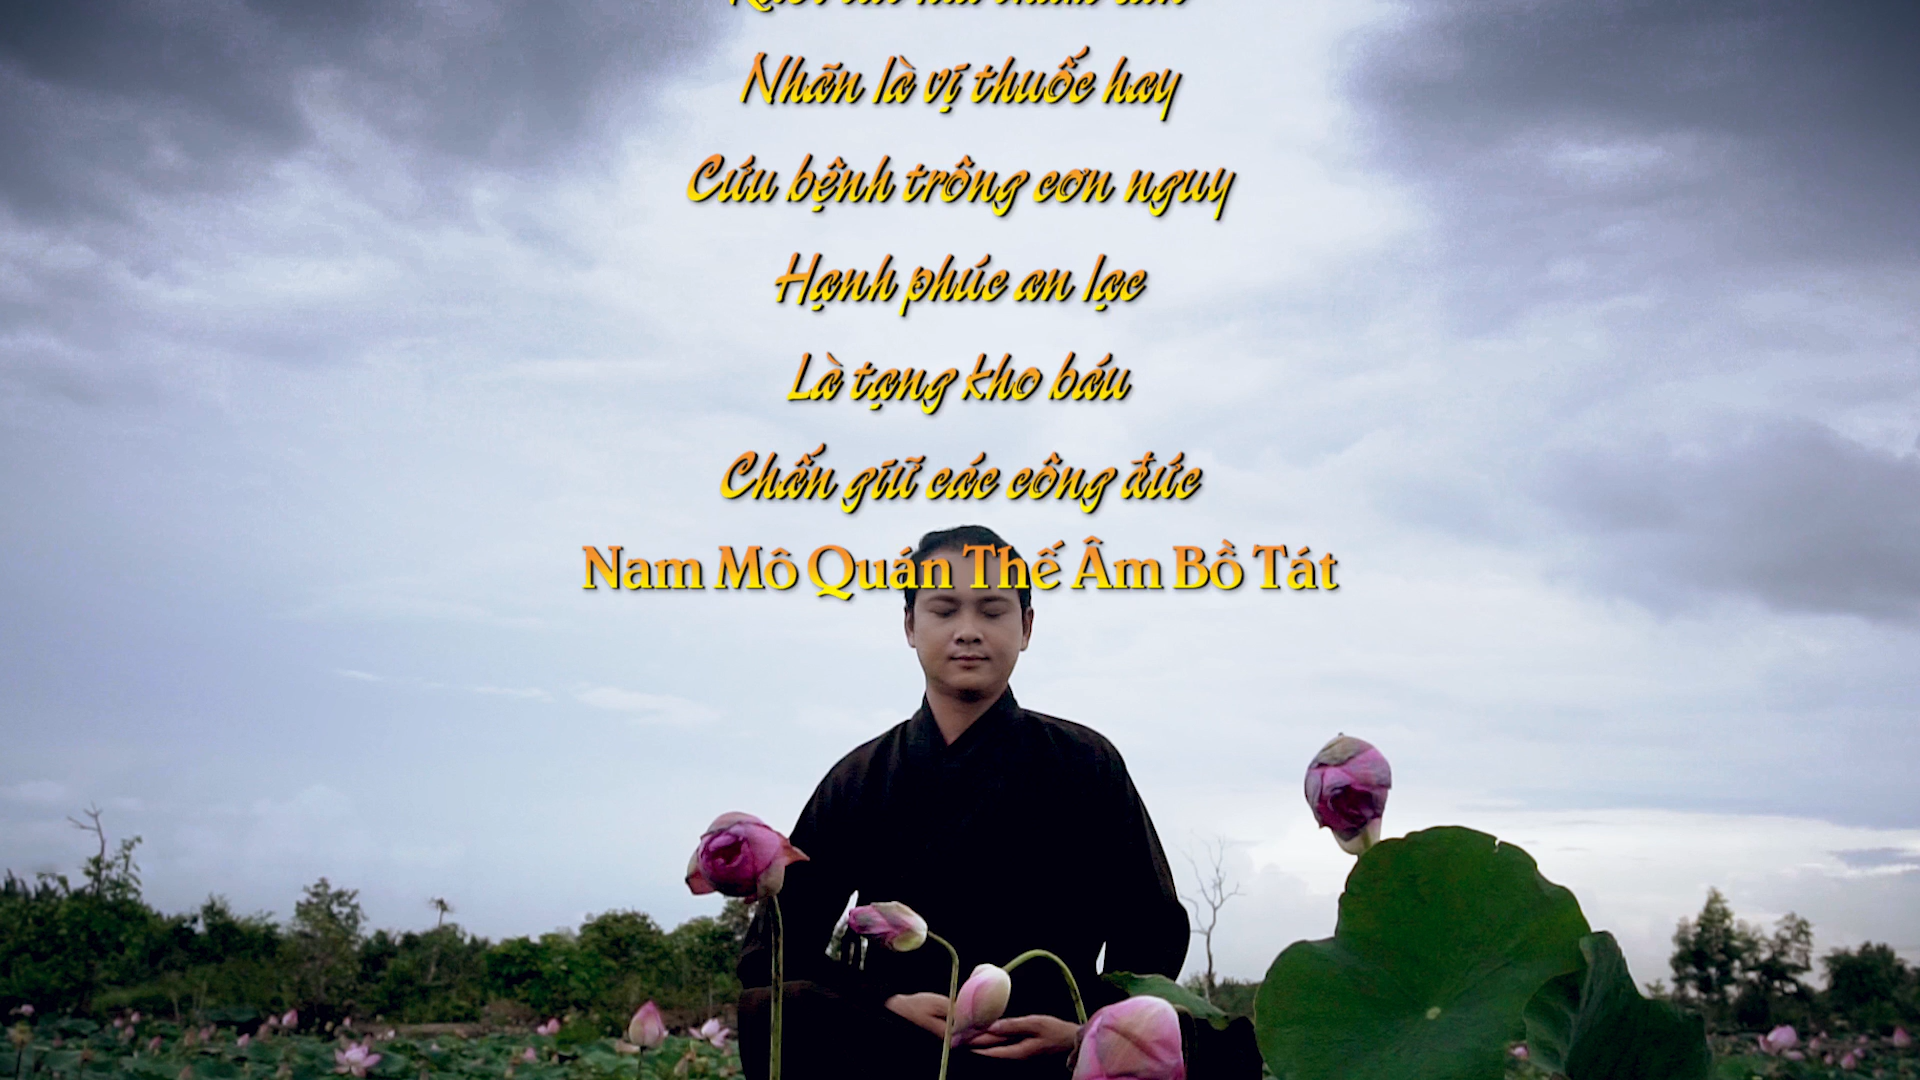 Nhãn là vị thuốc hay
Cứu bệnh trông cơn nguy
Hạnh phúc an lạc
Là tạng kho báu
Chấn giữ các công đức
Nam Mô Quán Thế Âm Bồ Tát